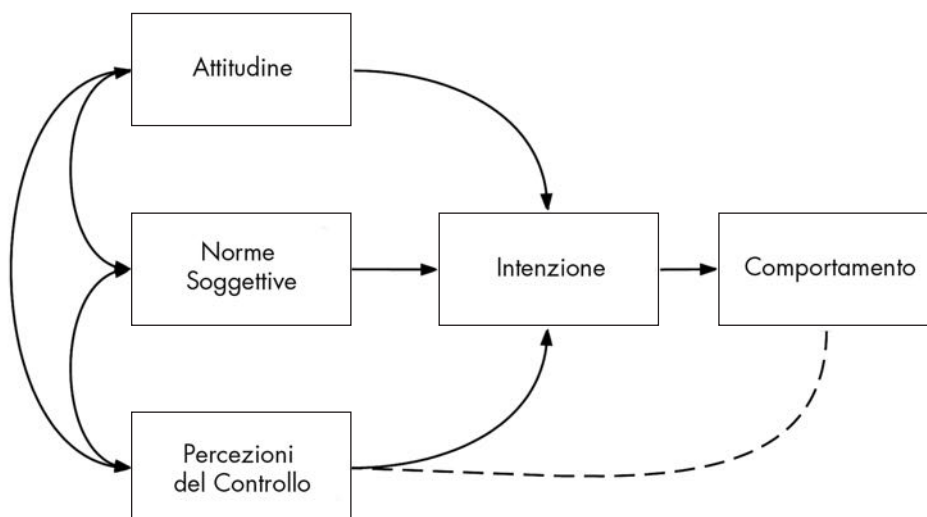 Attitudine
Norme
Soggettive
Intenzione
Comportamento
Percezioni
del Controllo